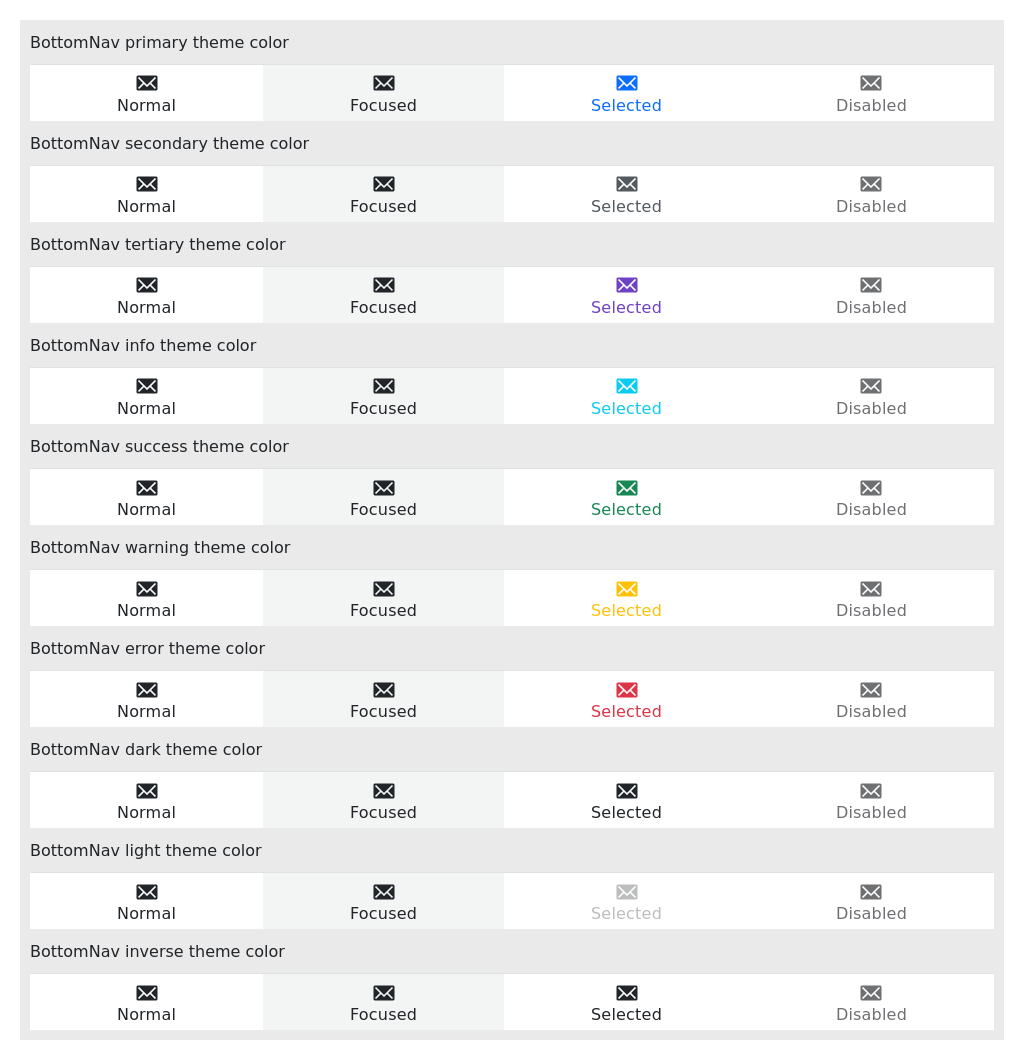 BottomNav primary theme color
Normal Focused Selected Disabled
BottomNav secondary theme color
Normal Focused Selected Disabled
BottomNav tertiary theme color
Normal Focused Selected Disabled
BottomNav info theme color
Normal Focused Selected Disabled
BottomNav success theme color
Normal Focused Selected Disabled
BottomNav warning theme color
Normal Focused Selected Disabled
BottomNav error theme color
Normal Focused Selected Disabled
BottomNav dark theme color
Normal Focused Selected Disabled
BottomNav light theme color
Normal Focused Selected Disabled
BottomNav inverse theme color
Normal Focused Selected Disabled